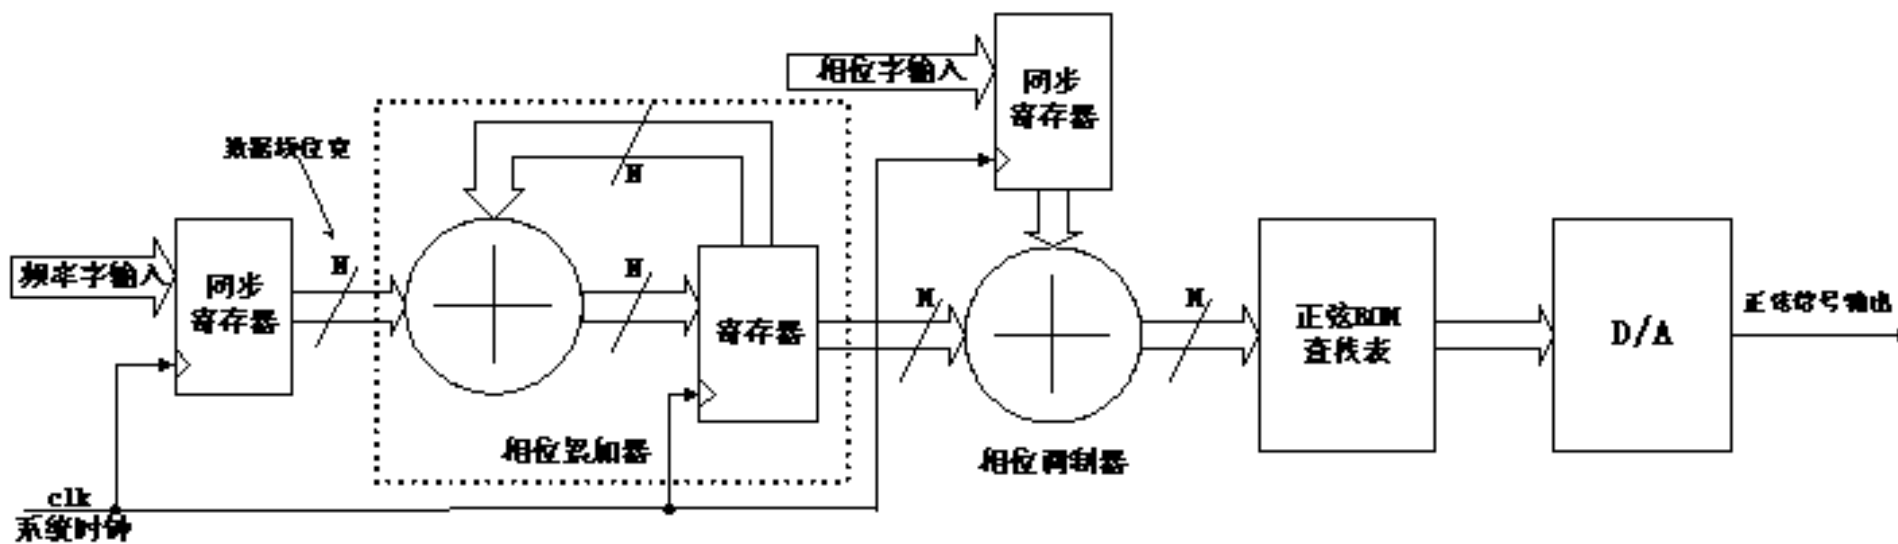 相位字输入
同步
寄存器
数据线位宽
N
频率字输入
同步
寄存器
N
N
寄存器
相位累加器
M
相位调制器
M
正弦ROM
查找表
D/A
正弦信号输出
clk
系统时钟